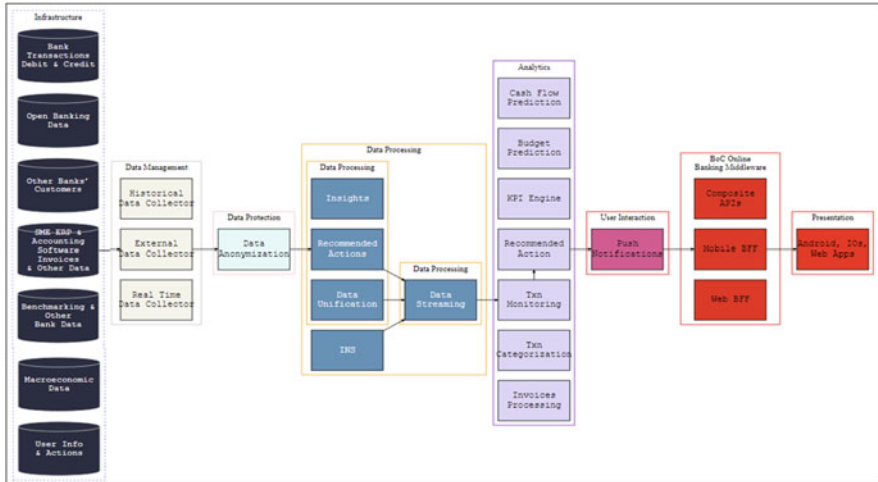 Infrastructure
Bank
Transactions
Debit & Credit
Open Banking
Data
Other Banks'
Customers
SME ERP &
Accounting
Software
Invoices
& Other Data
Benchmarking &
Other
Bank Data
Macroeconomic
Data
User Info
& Actions
Data Management
Historical
Data Collector
External
Data Collector
Real Time
Data Collector
Data Protection
Data
Anonymization
Data Processing
Data Processing
Insights
Recommended
Actions
Data
Unification
INS
Data Processing
Data
Streaming
Analytics
Cash Flow
Prediction
Budget
Prediction
KPI Engine
Recommended
Action
Txn
Monitoring
Txn
Categorization
Invoices
Processing
User Interaction
Push
Notifications
BoC Online
Banking Middleware
Composite
APIs
Mobile BFF
Web BFF
Presentation
Android, IOs,
Web Apps